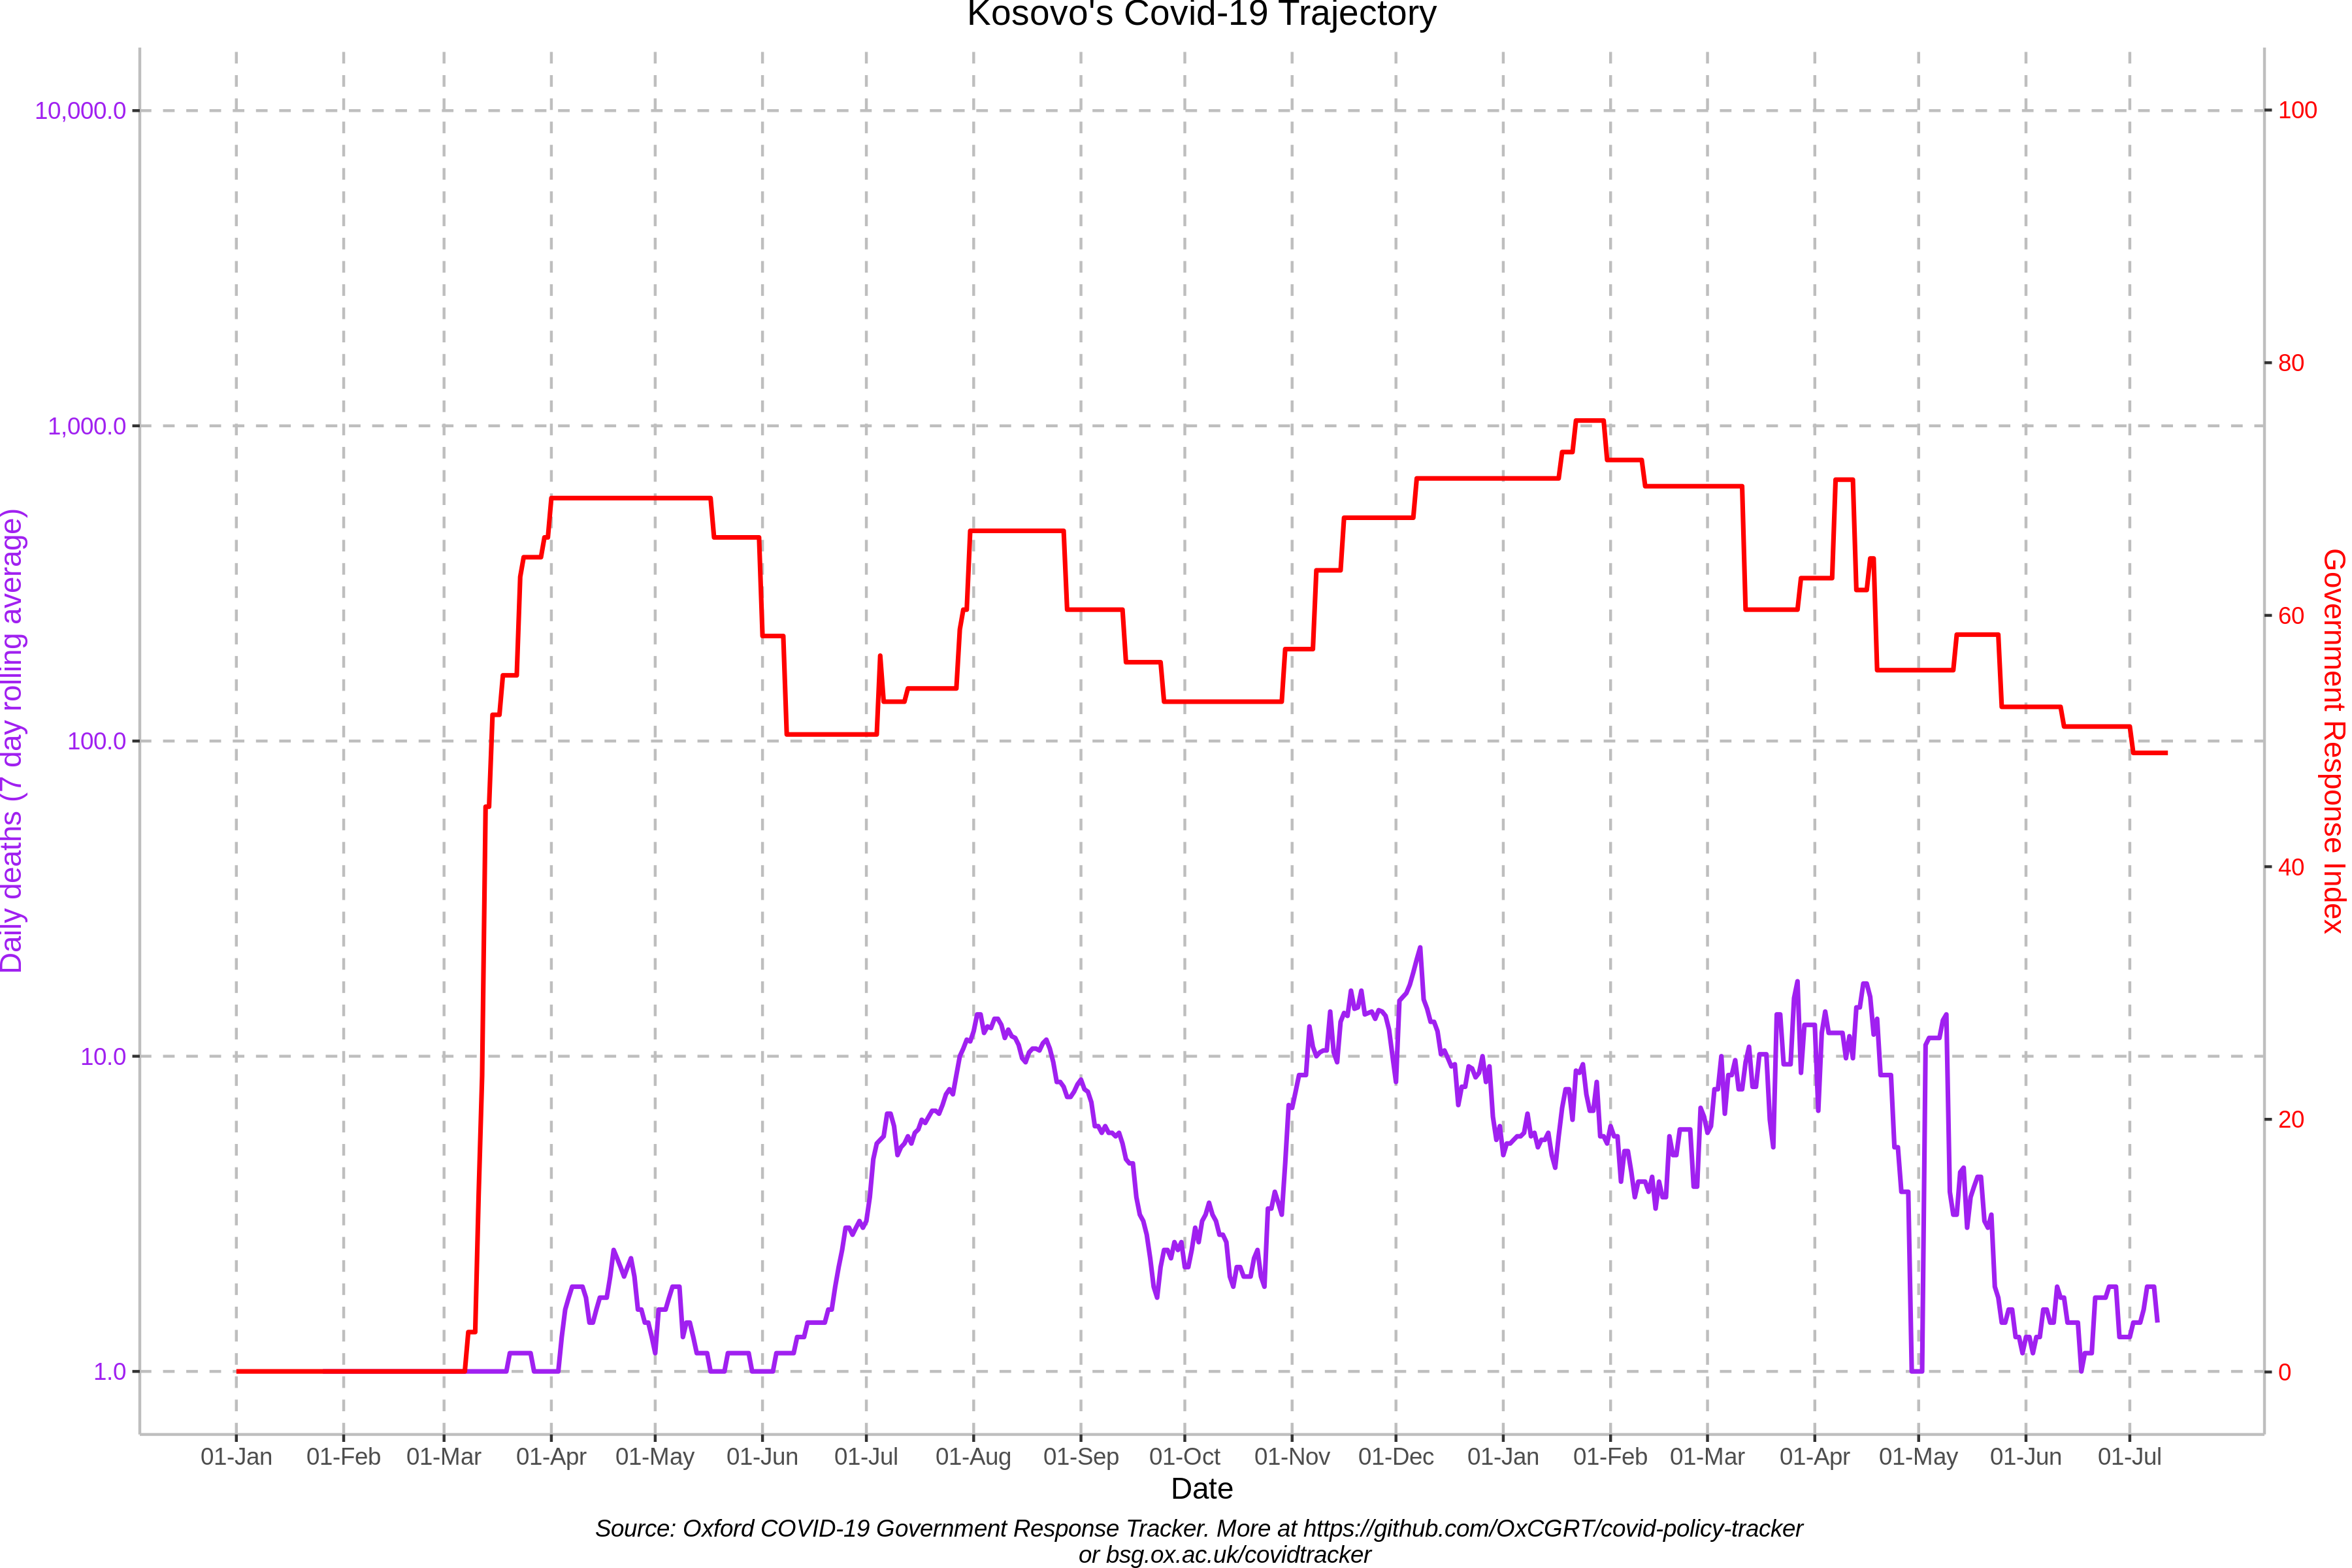 Kosovo's Covid-19 Trajectory
10,000.0
1,000.0
100.0
10.0
1.0
Daily deaths (7 day rolling average)
100
80
60
40
20
0
Government Response Index
01-Jan 01-Feb 01-Mar 01-Apr 01-May 01-Jun 01-Jul 01-Aug 01-Sep 01-Oct 01-Nov 01-Dec 01-Jan 01-Feb 01-Mar 01-Apr 01-May 01-Jun 01-Jul
Date
Source: Oxford COVID-19 Government Response Tracker. More at https://github.com/OxCGRT/covid-policy-tracker
or bsg.ox.ac.uk/covidtracker